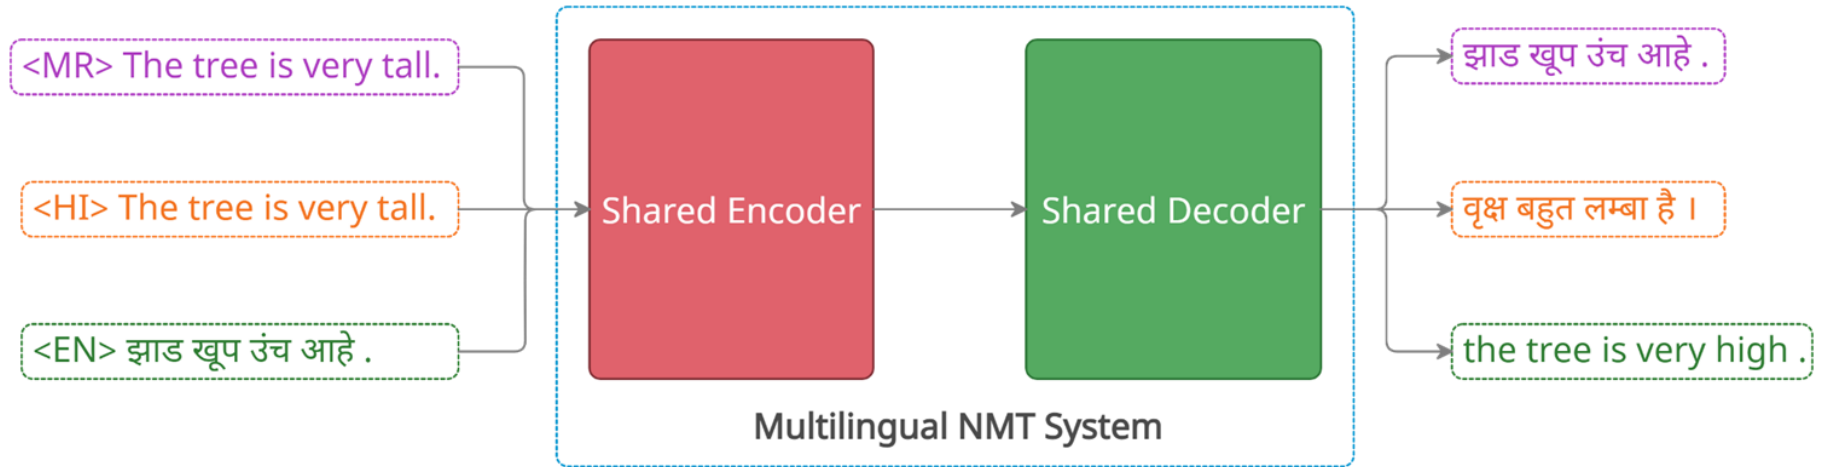 <MR> The tree is very tall.
<HI> The tree is very tall.
<EN> झाड खूप उंच आहे .
Shared Encoder
Shared Decoder
Multilingual NMT System
झाड खूप उंच आहे .
वृक्ष बहुत लम्बा है ।
the tree is very high .